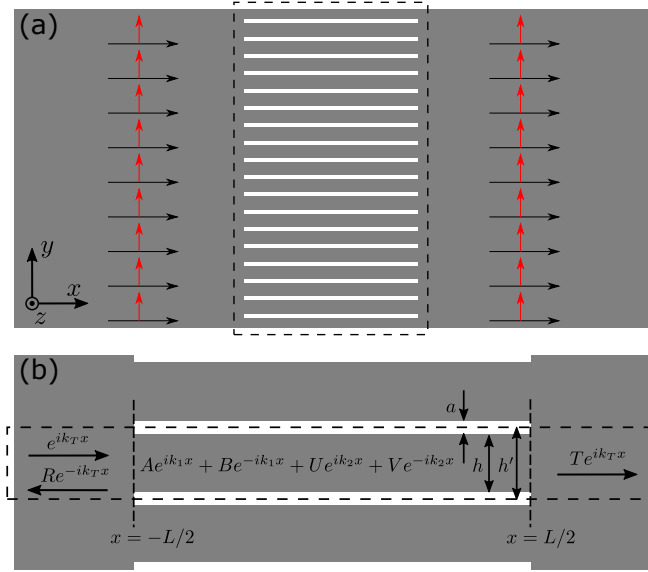 (a)
y
x
z
(b)
a
e^{ik_T x}
Re^{-ik_T x}
Ae^{ik_1 x} + Be^{-ik_1 x} + Ue^{ik_2 x} + Ve^{-ik_2 x}
h
h'
Te^{ik_T x}
x = −L/2
x = L/2